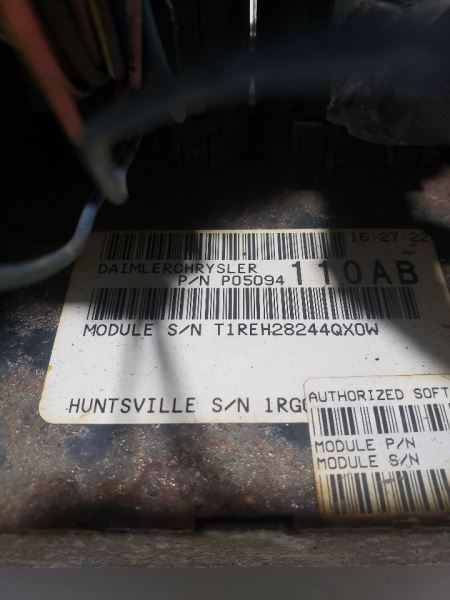 16:27:22
DAIMLERCHRYSLER
P/N P05094 110AB
MODULE S/N T1REH28244QX0W
HUNTSVILLE S/N 1RG
AUTHORIZED SOFT
MODULE P/N
MODULE S/N